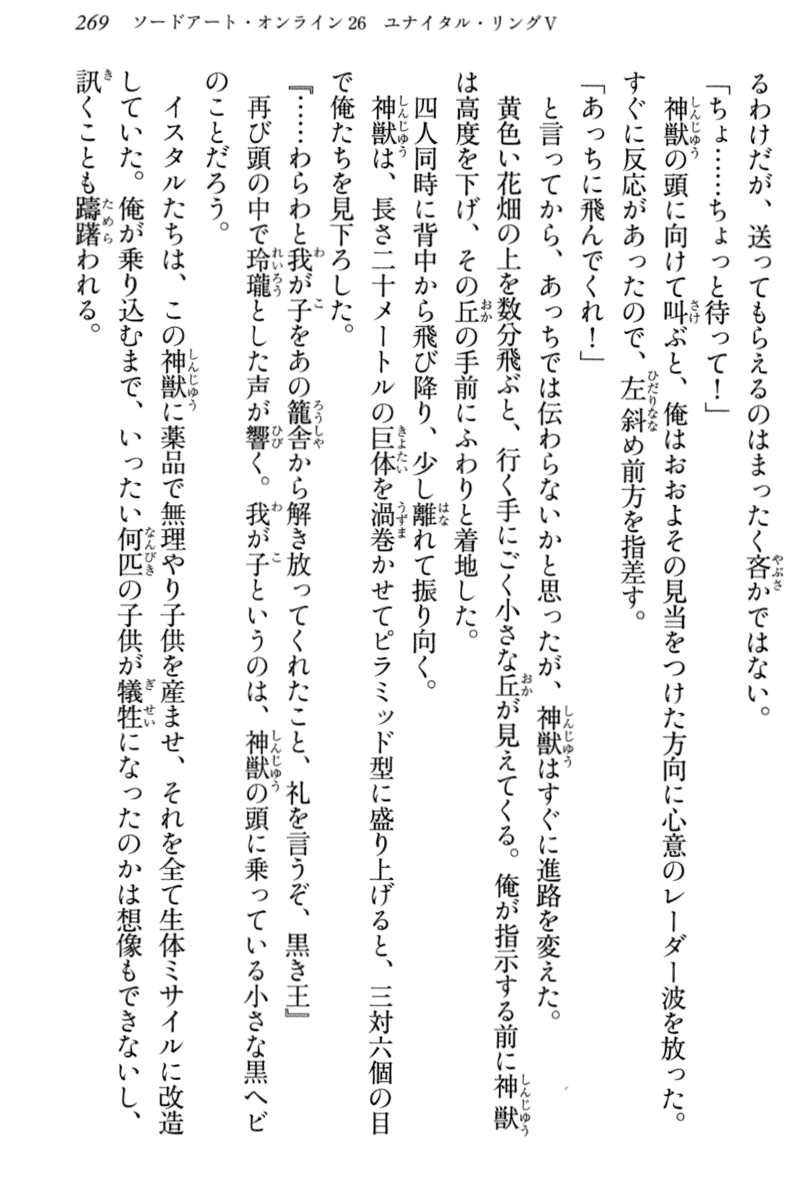 269 ソードアート・オンライン26 ユナイタル・リングⅤ
るわけだが、送ってもらえるのはまったく吝かではない。
「ちょ……ちょっと待って！」
神獣の頭に向けて叫ぶと、俺はおおよその見当をつけた方向に心意のレーダー波を放った。
すぐに反応があったので、左斜め前方を指差す。
「あっちに飛んでくれ！」
と言ってから、あっちでは伝わらないかと思ったが、神獣はすぐに進路を変えた。
黄色い花畑の上を数分飛ぶと、行く手にごく小さな丘が見えてくる。俺が指示する前に神獣
は高度を下げ、その丘の手前にふわりと着地した。
四人同時に背中から飛び降り、少し離れて振り向く。
神獣は、長さ二十メートルの巨体を渦巻かせてピラミッド型に盛り上げると、三対六個の目
で俺たちを見下ろした。
『……わらわと我が子をあの籠舎から解き放ってくれたこと、礼を言うぞ、黒き王』
再び頭の中で玲瓏とした声が響く。我が子というのは、神獣の頭に乗っている小さな黒ヘビ
のことだろう。
イスタルたちは、この神獣に薬品で無理やり子供を産ませ、それを全て生体ミサイルに改造
していた。俺が乗り込むまで、いったい何匹の子供が犠牲になったのかは想像もできないし、
訊くことも躊躇われる。